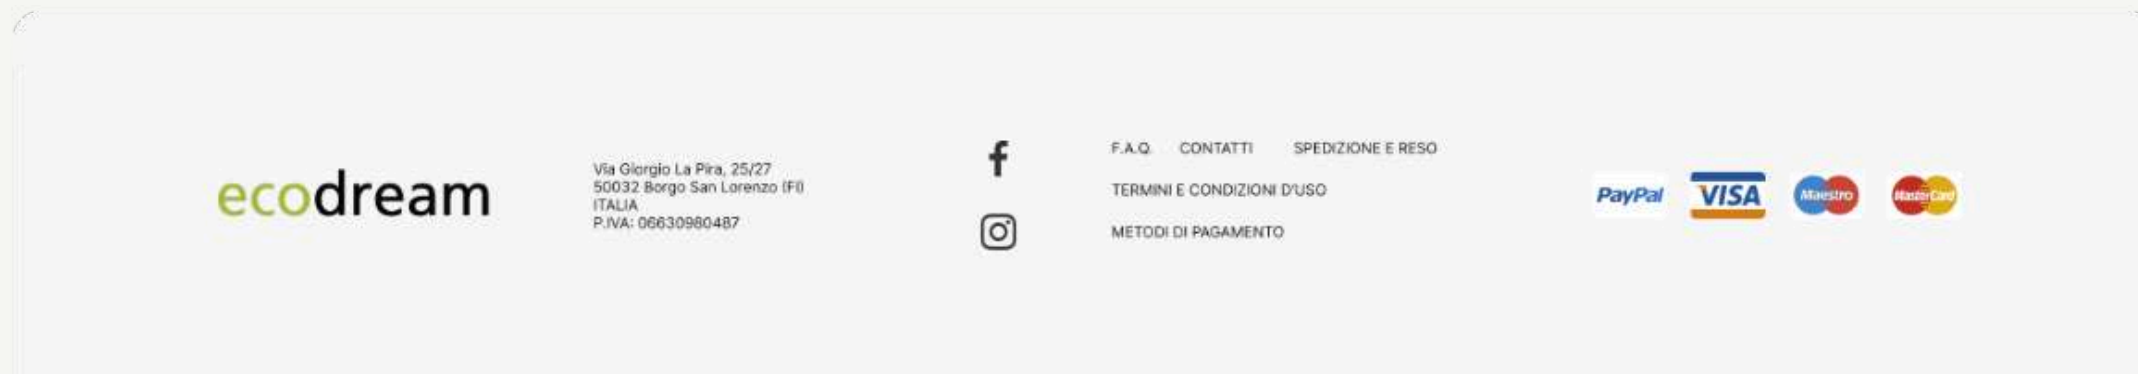 ecodream
Via Giorgio La Pira, 25/27
50032 Borgo San Lorenzo (FI)
ITALIA
P.IVA: 06630980487
F.A.Q. CONTATTI SPEDIZIONE E RESO
TERMINI E CONDIZIONI D'USO
METODI DI PAGAMENTO
PayPal VISA Maestro MasterCard